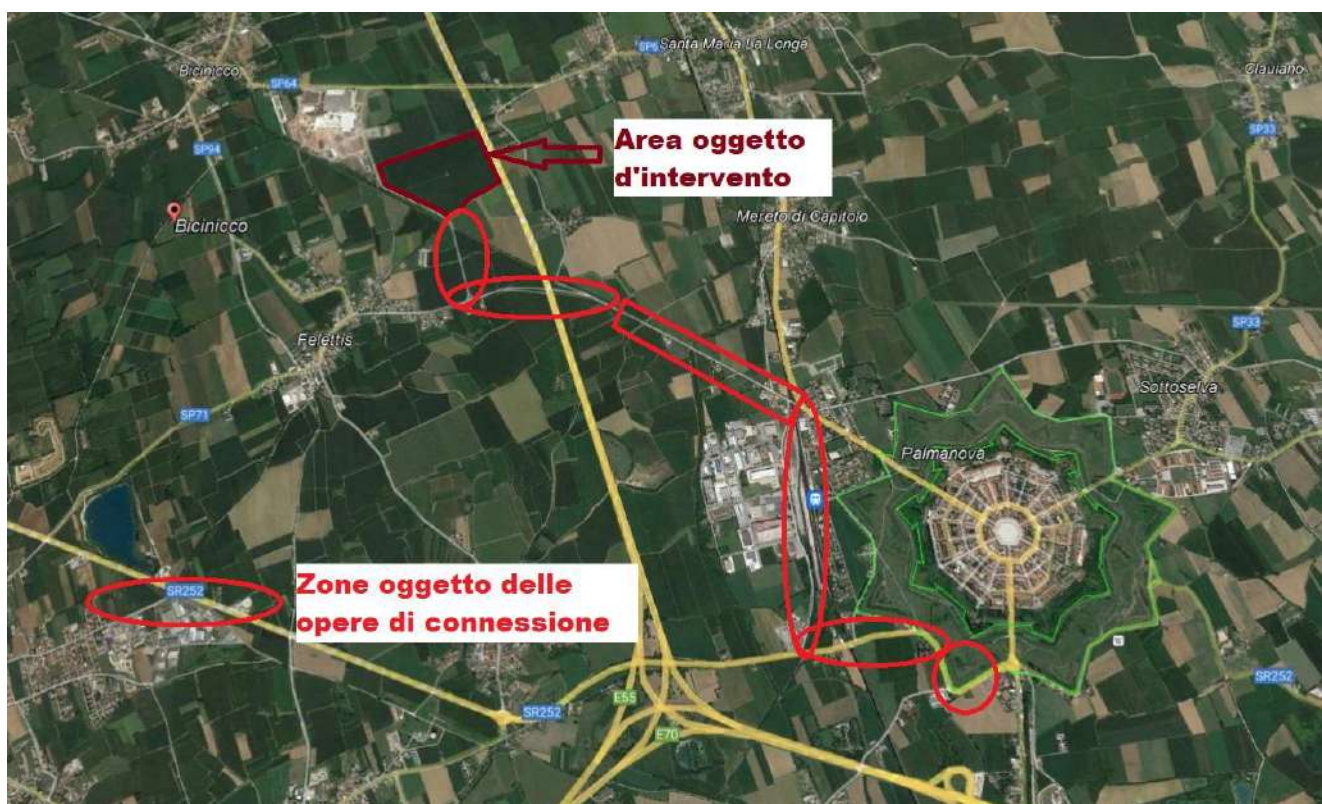 Santa Maria La Longa
SP6
Bicinicco
Clauiano
SP64
SP33
SP94
Area oggetto
d'intervento
Bicinicco
Mereto di Capitolo
SP33
Felettis
Sottoselva
SP71
Palmanova
SR252
Zone oggetto delle
opere di connessione
SR252
E55
SR252
E70